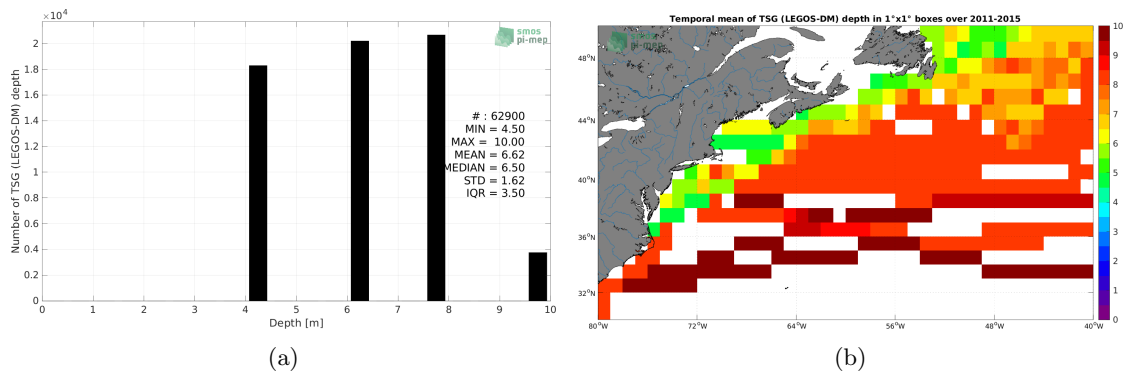 ×10⁴
smos
pi-mep
2
1.8
1.6
1.4
1.2
1
0.8
0.6
0.4
0.2
0
Number of TSG (LEGOS-DM) depth
# : 62900
MIN = 4.50
MAX = 10.00
MEAN = 6.62
MEDIAN = 6.50
STD = 1.62
IQR = 3.50
0 1 2 3 4 5 6 7 8 9 10
Depth [m]
(a)
Temporal mean of TSG (LEGOS-DM) depth in 1°x1° boxes over 2011-2015
smos
pi-mep
48°N
44°N
40°N
36°N
32°N
80°W 72°W 64°W 56°W 48°W 40°W
10
9
8
7
6
5
4
3
2
1
0
(b)